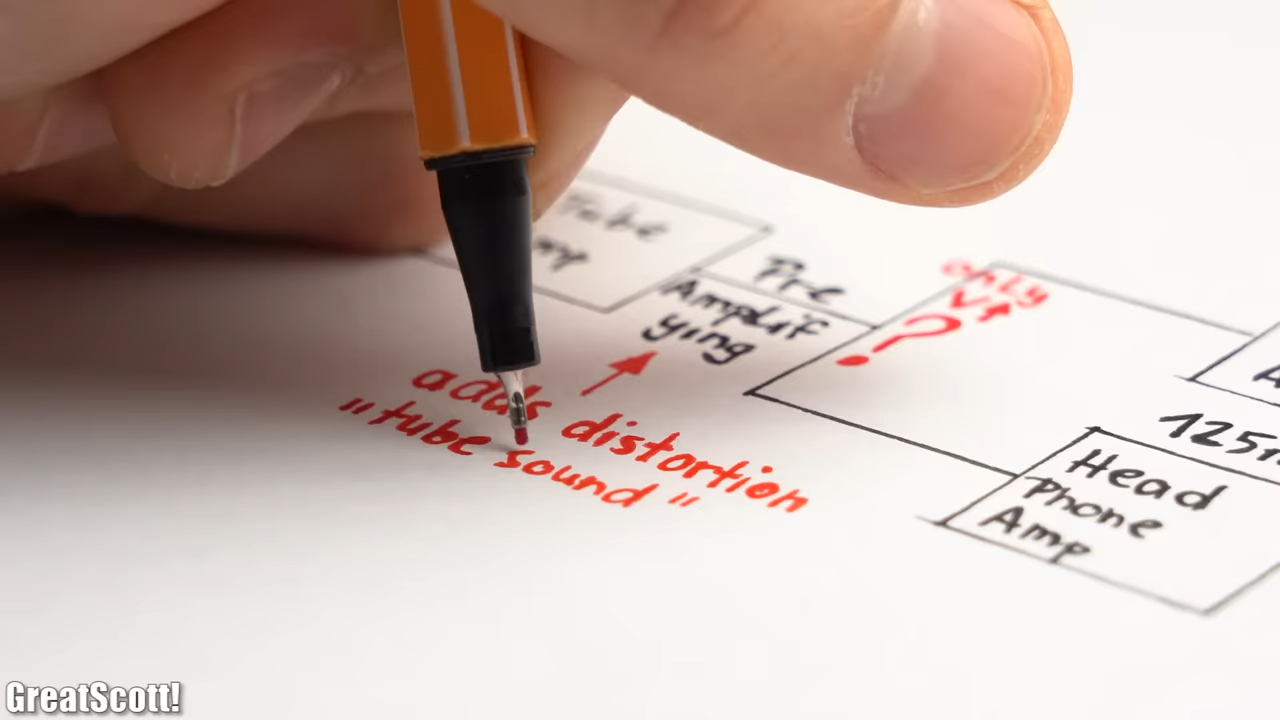 Tube
Pre
Amplif
ying
only
?
adds distortion
"tube sound"
125
Head
Phone
Amp
GreatScott!